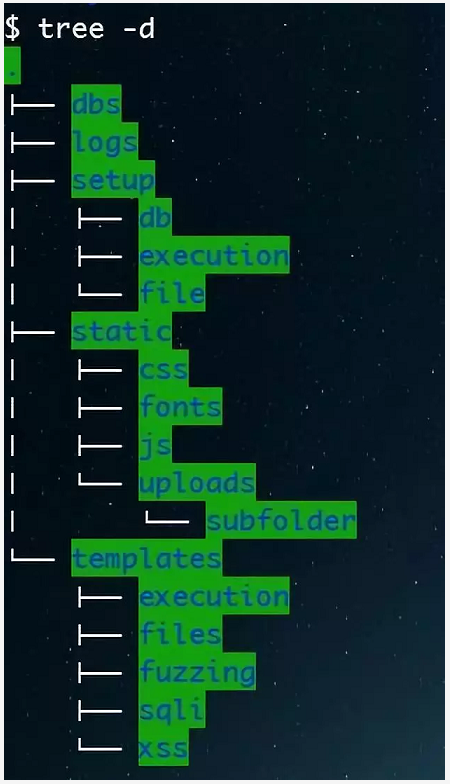 $ tree -d
.
├── dbs
├── logs
├── setup
│   ├── db
│   ├── execution
│   └── file
├── static
│   ├── css
│   ├── fonts
│   ├── js
│   └── uploads
│       └── subfolder
└── templates
    ├── execution
    ├── files
    ├── fuzzing
    ├── sqli
    └── xss